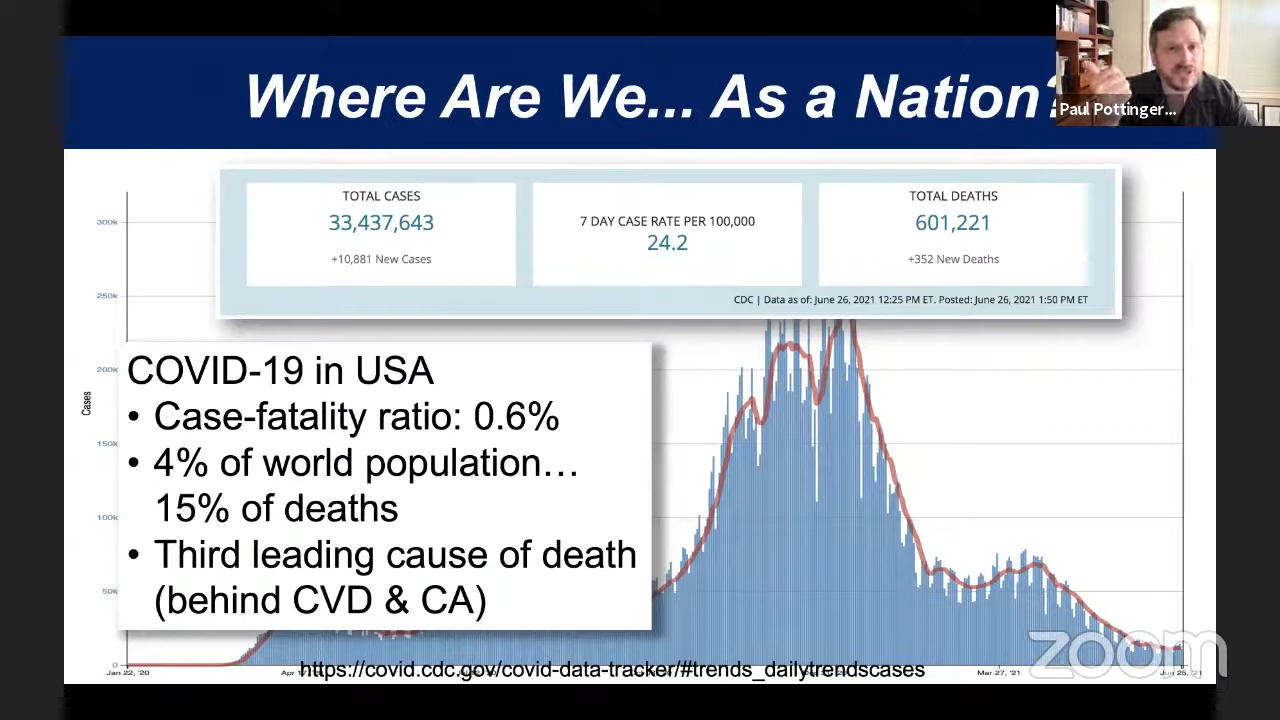 Where Are We... As a Nation?
Paul Pottinger...
TOTAL CASES
33,437,643
+10,881 New Cases
7 DAY CASE RATE PER 100,000
24.2
TOTAL DEATHS
601,221
+352 New Deaths
CDC | Data as of: June 26, 2021 12:25 PM ET. Posted: June 26, 2021 1:50 PM ET
300k
250k
200k
150k
100k
50k
0
Cases
COVID-19 in USA
• Case-fatality ratio: 0.6%
• 4% of world population…
15% of deaths
• Third leading cause of death
(behind CVD & CA)
https://covid.cdc.gov/covid-data-tracker/#trends_dailytrendscases
Jan 22, '20
Mar 27, '21
Jun 25, '21
zoom